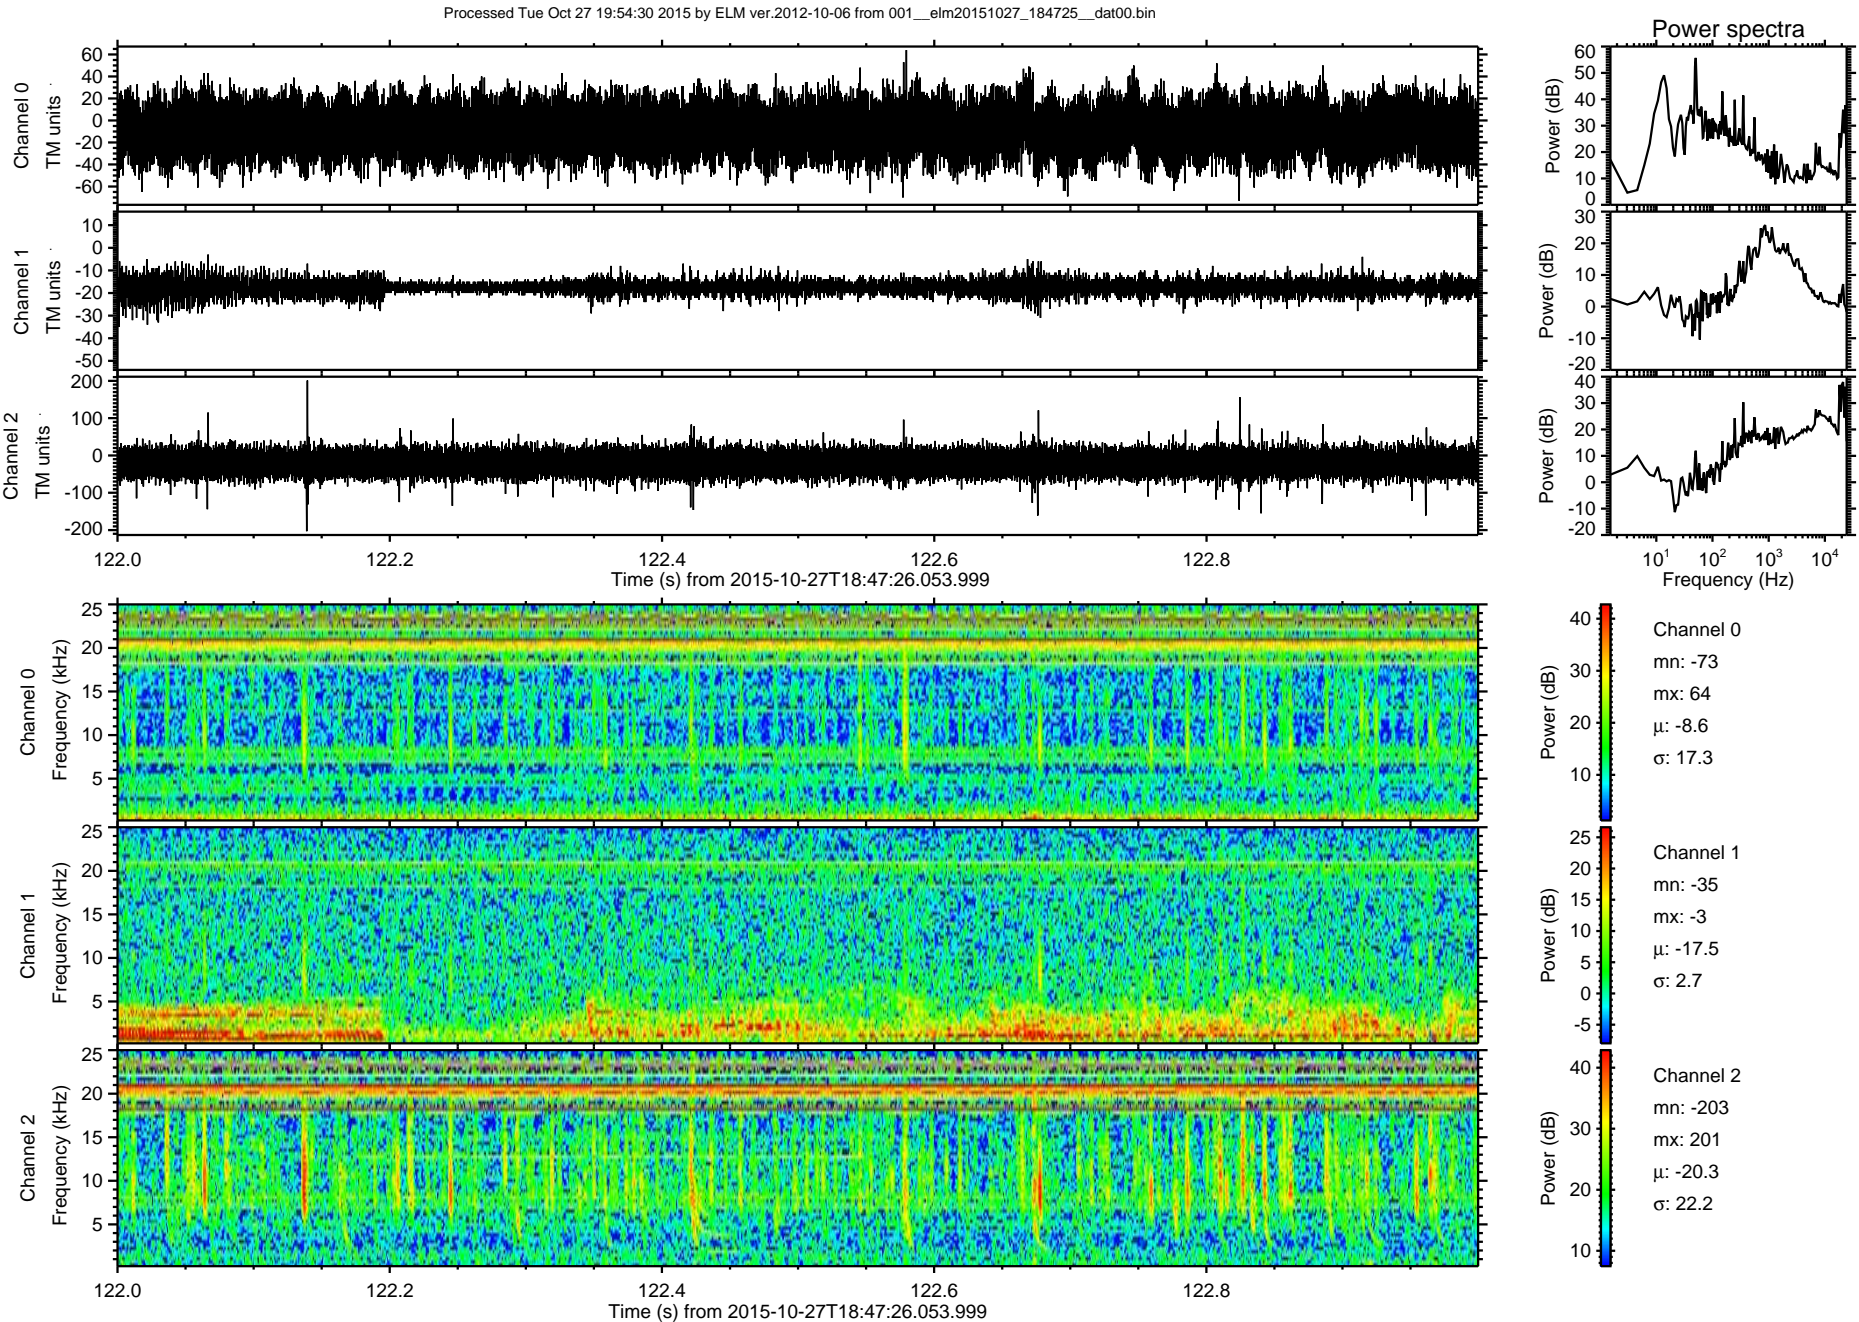 Processed Tue Oct 27 19:54:30 2015 by ELM ver.2012-10-06 from 001__elm20151027_184725__dat00.bin
Power spectra
Channel 0
TM units
60
40
20
0
-20
-40
-60
Power (dB)
60
50
40
30
20
10
0
Channel 1
TM units
10
0
-10
-20
-30
-40
-50
Power (dB)
30
20
10
0
-10
-20
Channel 2
TM units
200
100
0
-100
-200
Power (dB)
40
30
20
10
0
-10
-20
122.0 122.2 122.4 122.6 122.8
Time (s) from 2015-10-27T18:47:26.053.999
10¹ 10² 10³ 10⁴
Frequency (Hz)
Channel 0
Frequency (kHz)
25
20
15
10
5
Power (dB)
40
30
20
10
Channel 0
mn: -73
mx: 64
μ: -8.6
σ: 17.3
Channel 1
Frequency (kHz)
25
20
15
10
5
Power (dB)
25
20
15
10
5
0
-5
Channel 1
mn: -35
mx: -3
μ: -17.5
σ: 2.7
Channel 2
Frequency (kHz)
25
20
15
10
5
Power (dB)
40
30
20
10
Channel 2
mn: -203
mx: 201
μ: -20.3
σ: 22.2
122.0 122.2 122.4 122.6 122.8
Time (s) from 2015-10-27T18:47:26.053.999